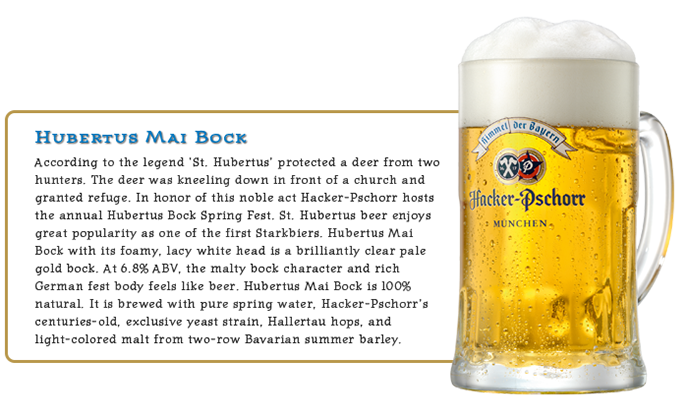 Hubertus Mai Bock
According to the legend 'St. Hubertus' protected a deer from two
hunters. The deer was kneeling down in front of a church and
granted refuge. In honor of this noble act Hacker-Pschorr hosts
the annual Hubertus Bock Spring Fest. St. Hubertus beer enjoys
great popularity as one of the first Starkbiers. Hubertus Mai
Bock with its foamy, lacy white head is a brilliantly clear pale
gold bock. At 6.8% ABV, the malty bock character and rich
German fest body feels like beer. Hubertus Mai Bock is 100%
natural. It is brewed with pure spring water, Hacker-Pschorr's
centuries-old, exclusive yeast strain, Hallertau hops, and
light-colored malt from two-row Bavarian summer barley.
Himmel der Bayern
Hacker-Pschorr
MÜNCHEN